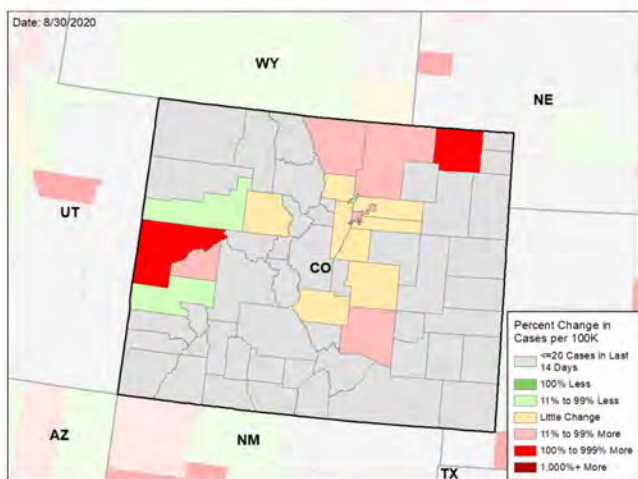 Date: 8/30/2020
WY
NE
UT
CO
AZ
NM
TX
Percent Change in
Cases per 100K
<=20 Cases in Last
14 Days
100% Less
11% to 99% Less
Little Change
11% to 99% More
100% to 999% More
1,000%+ More